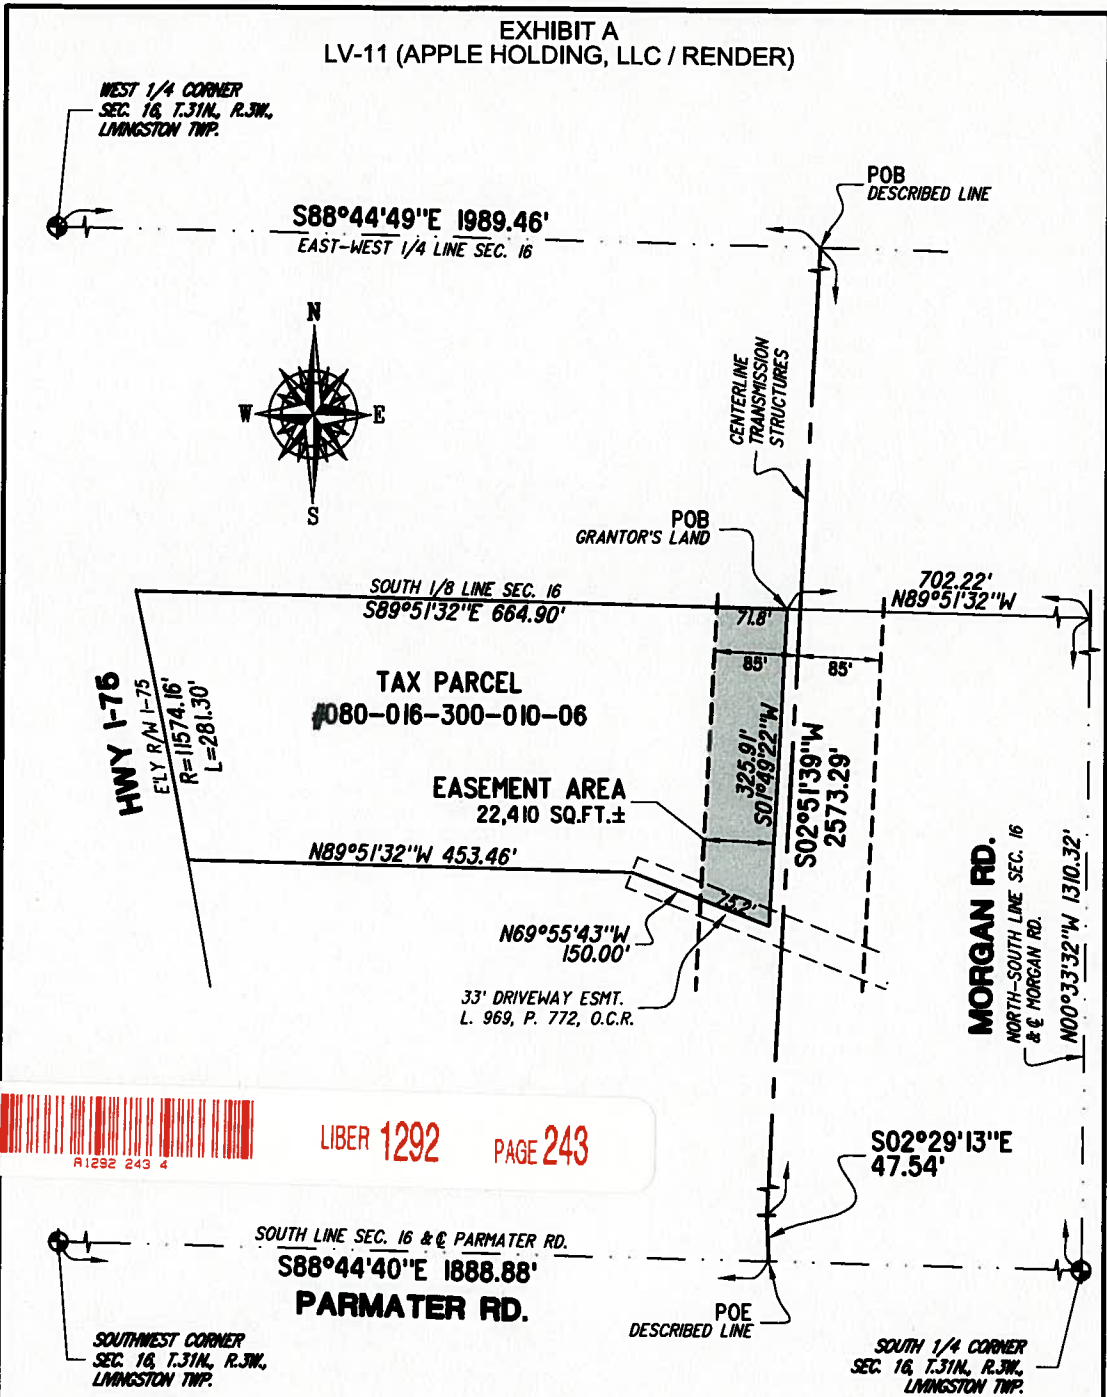 EXHIBIT A
LV-11 (APPLE HOLDING, LLC / RENDER)
WEST 1/4 CORNER
SEC. 16, T.31N., R.3W.,
LIVINGSTON TWP.
POB
DESCRIBED LINE
S88°44'49"E 1989.46'
EAST-WEST 1/4 LINE SEC. 16
N
W
E
S
CENTERLINE
TRANSMISSION
STRUCTURES
POB
GRANTOR'S LAND
SOUTH 1/8 LINE SEC. 16
S89°51'32"E 664.90'
702.22'
N89°51'32"W
71.8'
85'
85'
HWY I-75
E'LY R/W I-75
R=11574.16'
L=281.30'
TAX PARCEL
#080-016-300-010-06
EASEMENT AREA
22,410 SQ.FT.±
325.91'
S01°49'22"W
S02°51'39"W
2573.29'
N89°51'32"W 453.46'
75.2'
N69°55'43"W
150.00'
33' DRIVEWAY ESMT.
L. 969, P. 772, O.C.R.
MORGAN RD.
NORTH-SOUTH LINE SEC. 16
& ℄ MORGAN RD.
N00°33'32"W 1310.32'
A1292 243 4
LIBER 1292 PAGE 243
S02°29'13"E
47.54'
SOUTH LINE SEC. 16 & ℄ PARMATER RD.
S88°44'40"E 1888.88'
PARMATER RD.
POE
DESCRIBED LINE
SOUTHWEST CORNER
SEC. 16, T.31N., R.3W.,
LIVINGSTON TWP.
SOUTH 1/4 CORNER
SEC. 16, T.31N., R.3W.,
LIVINGSTON TWP.